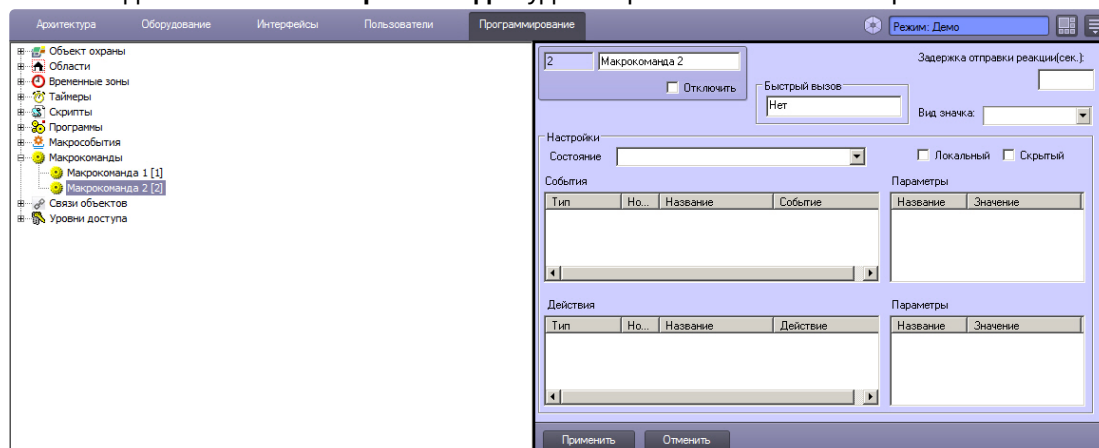 Архитектура Оборудование Интерфейсы Пользователи Программирование Режим: Демо
Объект охраны
Области
Временные зоны
Таймеры
Скрипты
Программы
Макрособытия
Макрокоманды
Макрокоманда 1 [1]
Макрокоманда 2 [2]
Связи объектов
Уровни доступа
2 Макрокоманда 2
Отключить
Задержка отправки реакции(сек.):
Быстрый вызов
Нет
Вид значка:
Настройки
Состояние
Локальный Скрытый
События Параметры
Тип Но... Название Событие Название Значение
Действия Параметры
Тип Но... Название Действие Название Значение
Применить Отменить